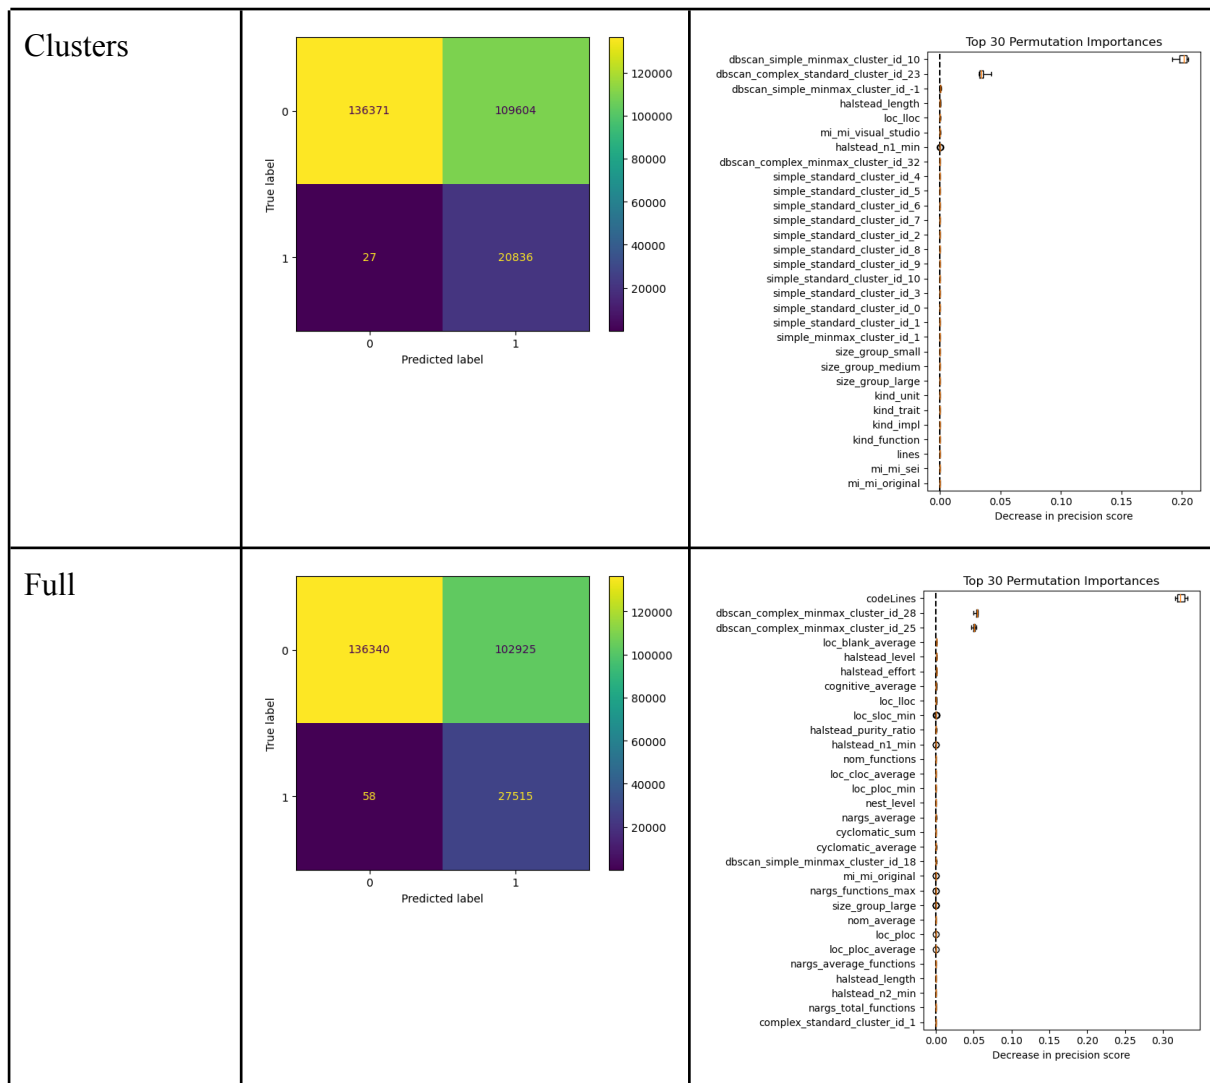 Clusters
136371
109604
27
20836
0
1
0
1
True label
Predicted label
120000
100000
80000
60000
40000
20000
Top 30 Permutation Importances
dbscan_simple_minmax_cluster_id_10
dbscan_complex_standard_cluster_id_23
dbscan_simple_minmax_cluster_id_-1
halstead_length
loc_lloc
mi_mi_visual_studio
halstead_n1_min
dbscan_complex_minmax_cluster_id_32
simple_standard_cluster_id_4
simple_standard_cluster_id_5
simple_standard_cluster_id_6
simple_standard_cluster_id_7
simple_standard_cluster_id_2
simple_standard_cluster_id_8
simple_standard_cluster_id_9
simple_standard_cluster_id_10
simple_standard_cluster_id_3
simple_standard_cluster_id_0
simple_standard_cluster_id_1
simple_minmax_cluster_id_1
size_group_small
size_group_medium
size_group_large
kind_unit
kind_trait
kind_impl
kind_function
lines
mi_mi_sei
mi_mi_original
0.00 0.05 0.10 0.15 0.20
Decrease in precision score
Full
136340
102925
58
27515
0
1
0
1
True label
Predicted label
120000
100000
80000
60000
40000
20000
Top 30 Permutation Importances
codeLines
dbscan_complex_minmax_cluster_id_28
dbscan_complex_minmax_cluster_id_25
loc_blank_average
halstead_level
halstead_effort
cognitive_average
loc_lloc
loc_sloc_min
halstead_purity_ratio
halstead_n1_min
nom_functions
loc_cloc_average
loc_ploc_min
nest_level
nargs_average
cyclomatic_sum
cyclomatic_average
dbscan_simple_minmax_cluster_id_18
mi_mi_original
nargs_functions_max
size_group_large
nom_average
loc_ploc
loc_ploc_average
nargs_average_functions
halstead_length
halstead_n2_min
nargs_total_functions
complex_standard_cluster_id_1
0.00 0.05 0.10 0.15 0.20 0.25 0.30
Decrease in precision score